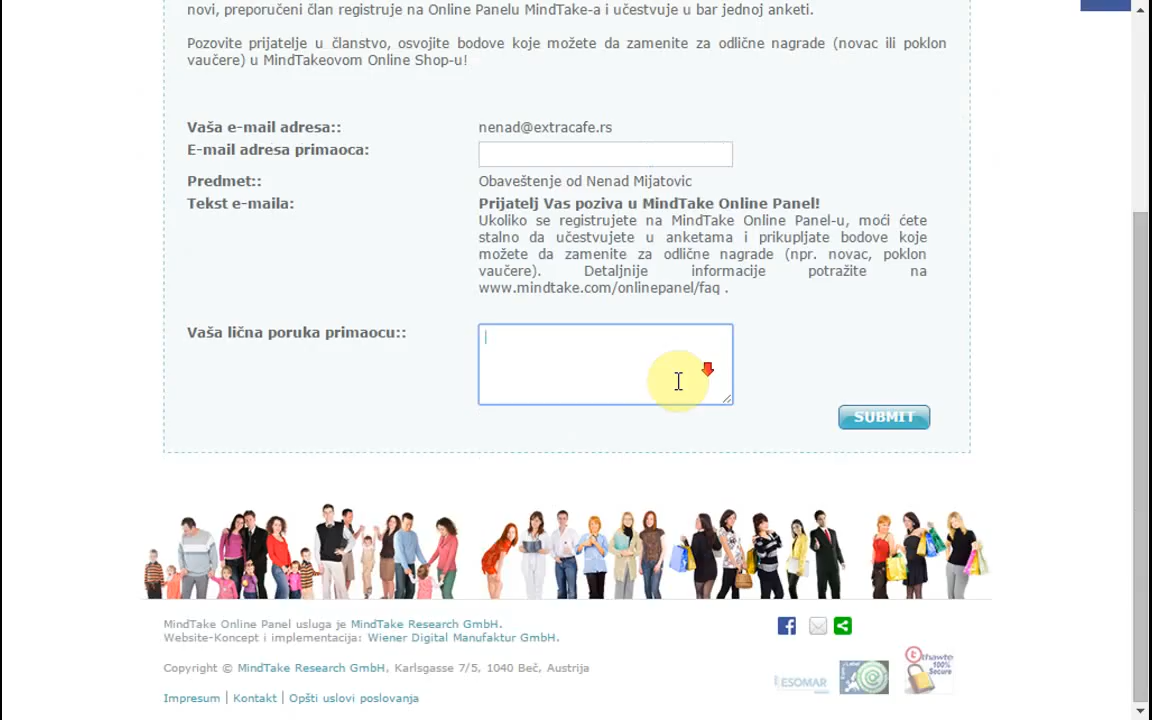 novi, preporučeni član registruje na Online Panelu MindTake-a i učestvuje u bar jednoj anketi.
Pozovite prijatelje u članstvo, osvojite bodove koje možete da zamenite za odlične nagrade (novac ili poklon
vaučere) u MindTakeovom Online Shop-u!
Vaša e-mail adresa:: nenad@extracafe.rs
E-mail adresa primaoca:
Predmet:: Obaveštenje od Nenad Mijatovic
Tekst e-maila: Prijatelj Vas poziva u MindTake Online Panel!
Ukoliko se registrujete na MindTake Online Panel-u, moći ćete
stalno da učestvujete u anketama i prikupljate bodove koje
možete da zamenite za odlične nagrade (npr. novac, poklon
vaučere). Detaljnije informacije potražite na
www.mindtake.com/onlinepanel/faq .
Vaša lična poruka primaocu::
SUBMIT
MindTake Online Panel usluga je MindTake Research GmbH.
Website-Koncept i implementacija: Wiener Digital Manufaktur GmbH.
Copyright © MindTake Research GmbH, Karlsgasse 7/5, 1040 Beč, Austrija
ESOMAR
thawte
100%
Secure
Impresum | Kontakt | Opšti uslovi poslovanja